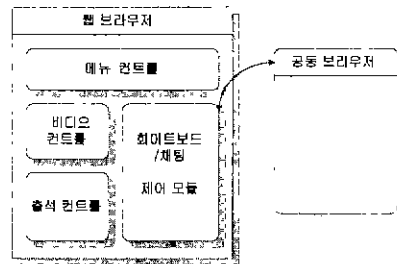 웹 브라우저
메뉴 컨트롤
공동 브리우저
비디오
컨트롤
출석 컨트롤
화이트보드
/채팅
제어 모듈